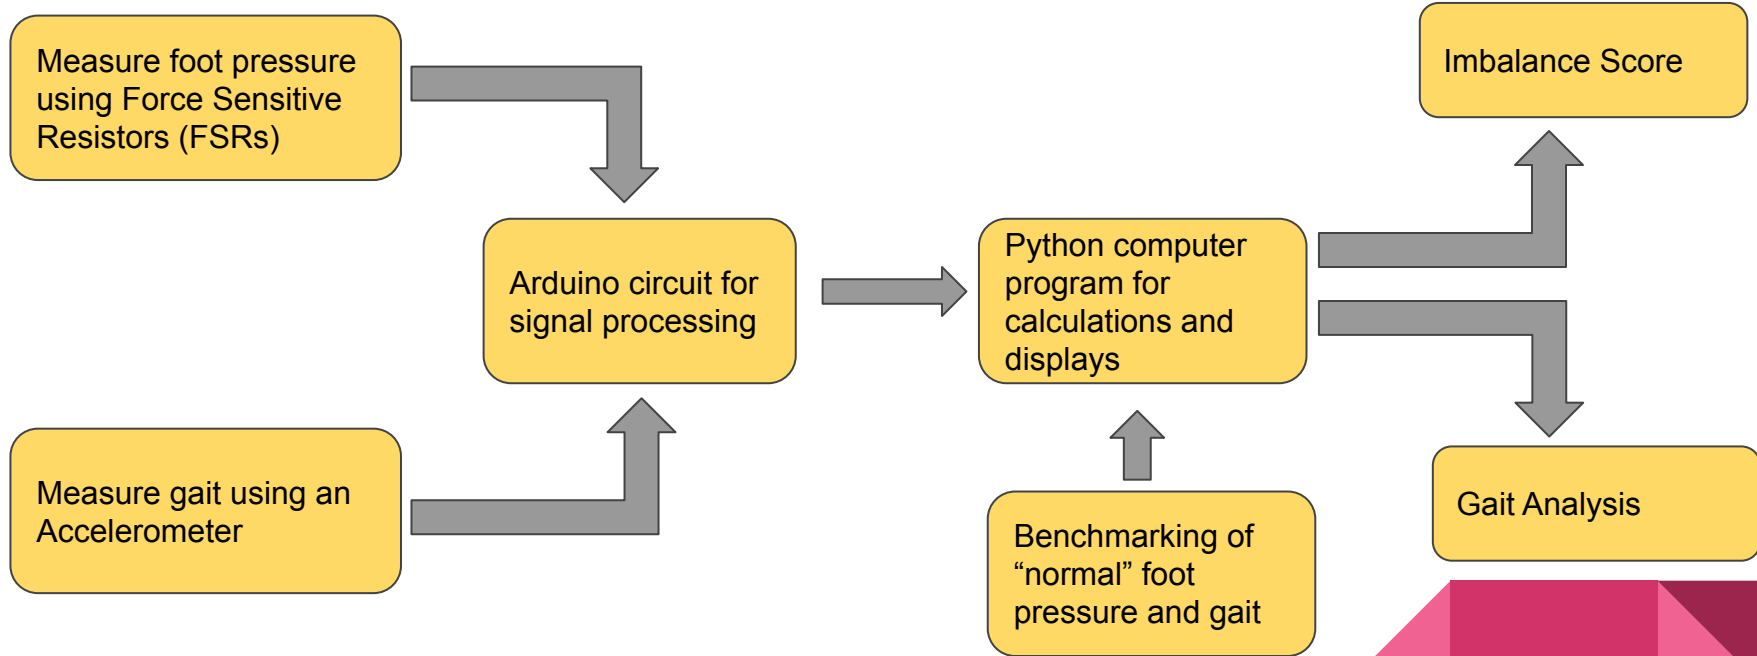 Measure foot pressure
using Force Sensitive
Resistors (FSRs)
Imbalance Score
Arduino circuit for
signal processing
Python computer
program for
calculations and
displays
Measure gait using an
Accelerometer
Benchmarking of
“normal” foot
pressure and gait
Gait Analysis